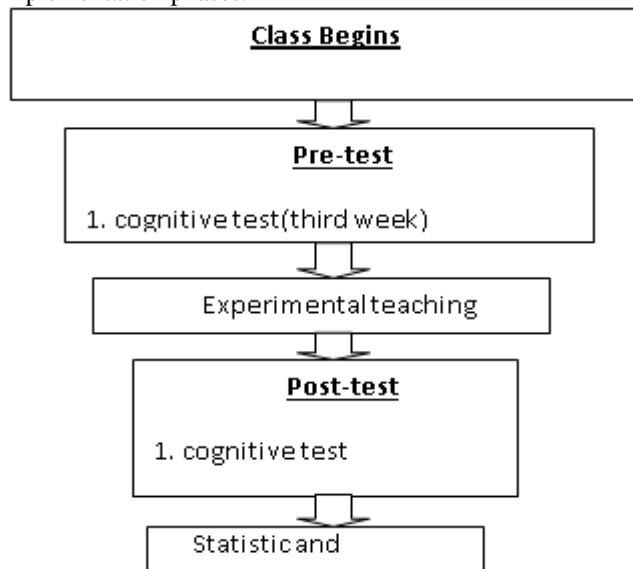 Class Begins
Pre-test
1. cognitive test(third week)
Experimental teaching
Post-test
1. cognitive test
Statistic and